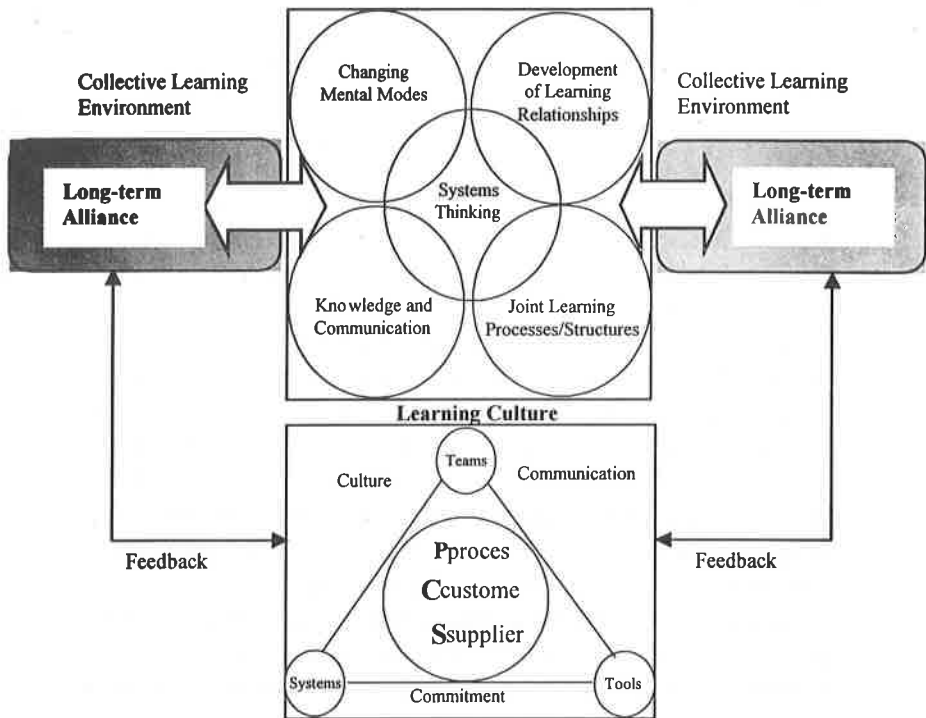 Collective Learning
Environment
Long-term
Alliance
Changing
Mental Modes
Development
of Learning
Relationships
Systems
Thinking
Knowledge and
Communication
Joint Learning
Processes/Structures
Collective Learning
Environment
Long-term
Alliance
Learning Culture
Teams
Culture
Communication
Pproces
Ccustome
Ssupplier
Systems
Commitment
Tools
Feedback
Feedback